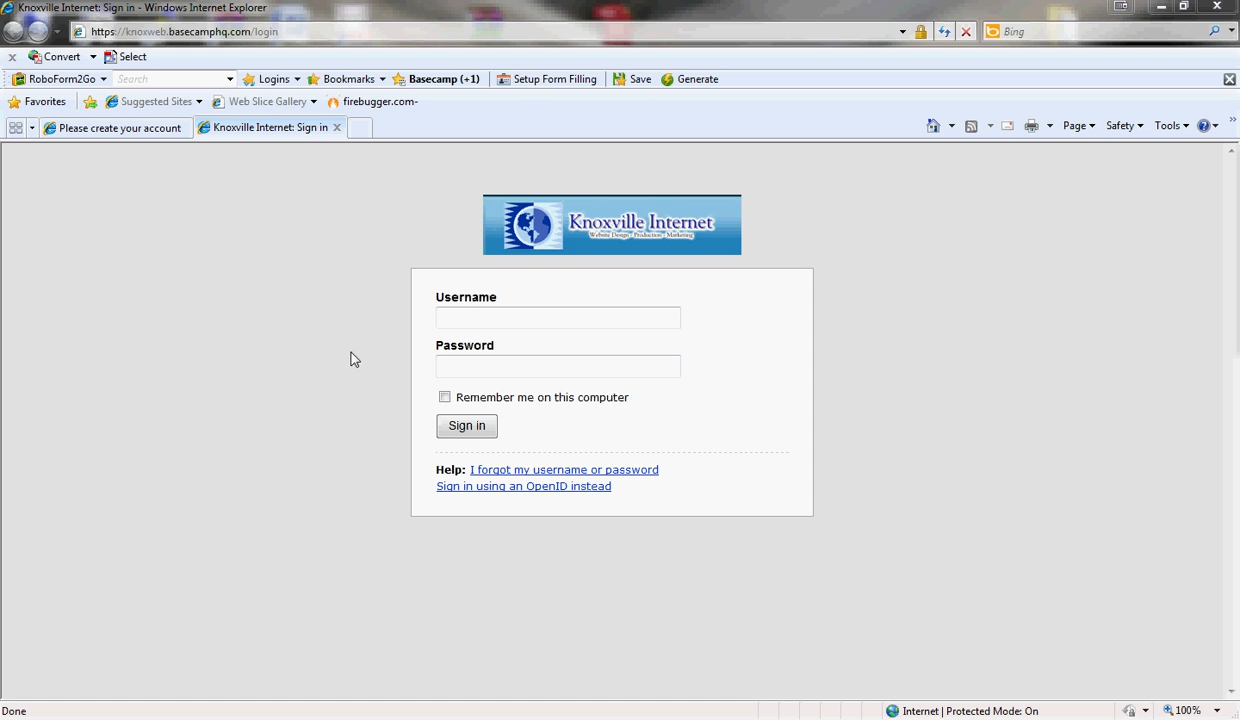 Knoxville Internet: Sign in - Windows Internet Explorer
https://knoxweb.basecamphq.com/login
Bing
x Convert Select
RoboForm2Go Search Logins Bookmarks Basecamp (+1) Setup Form Filling Save Generate
Favorites Suggested Sites Web Slice Gallery firebugger.com-
Please create your account Knoxville Internet: Sign in x Page Safety Tools
Knoxville Internet
Website Design - Production - Marketing
Username
Password
Remember me on this computer
Sign in
Help: I forgot my username or password
Sign in using an OpenID instead
Done Internet | Protected Mode: On 100%